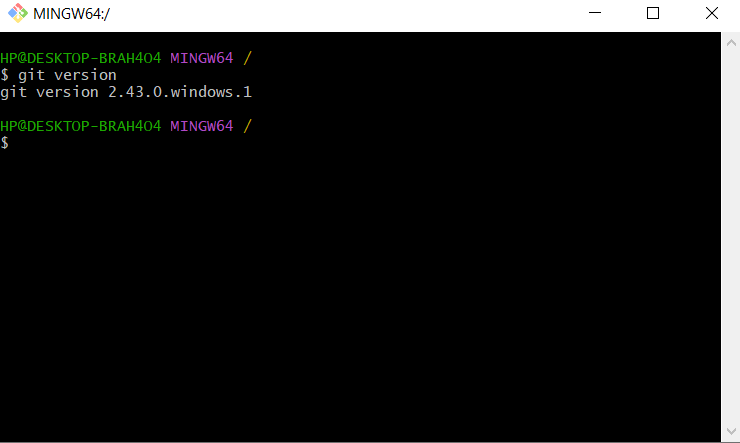 MINGW64:/
HP@DESKTOP-BRAH4O4 MINGW64 /
$ git version
git version 2.43.0.windows.1
HP@DESKTOP-BRAH4O4 MINGW64 /
$